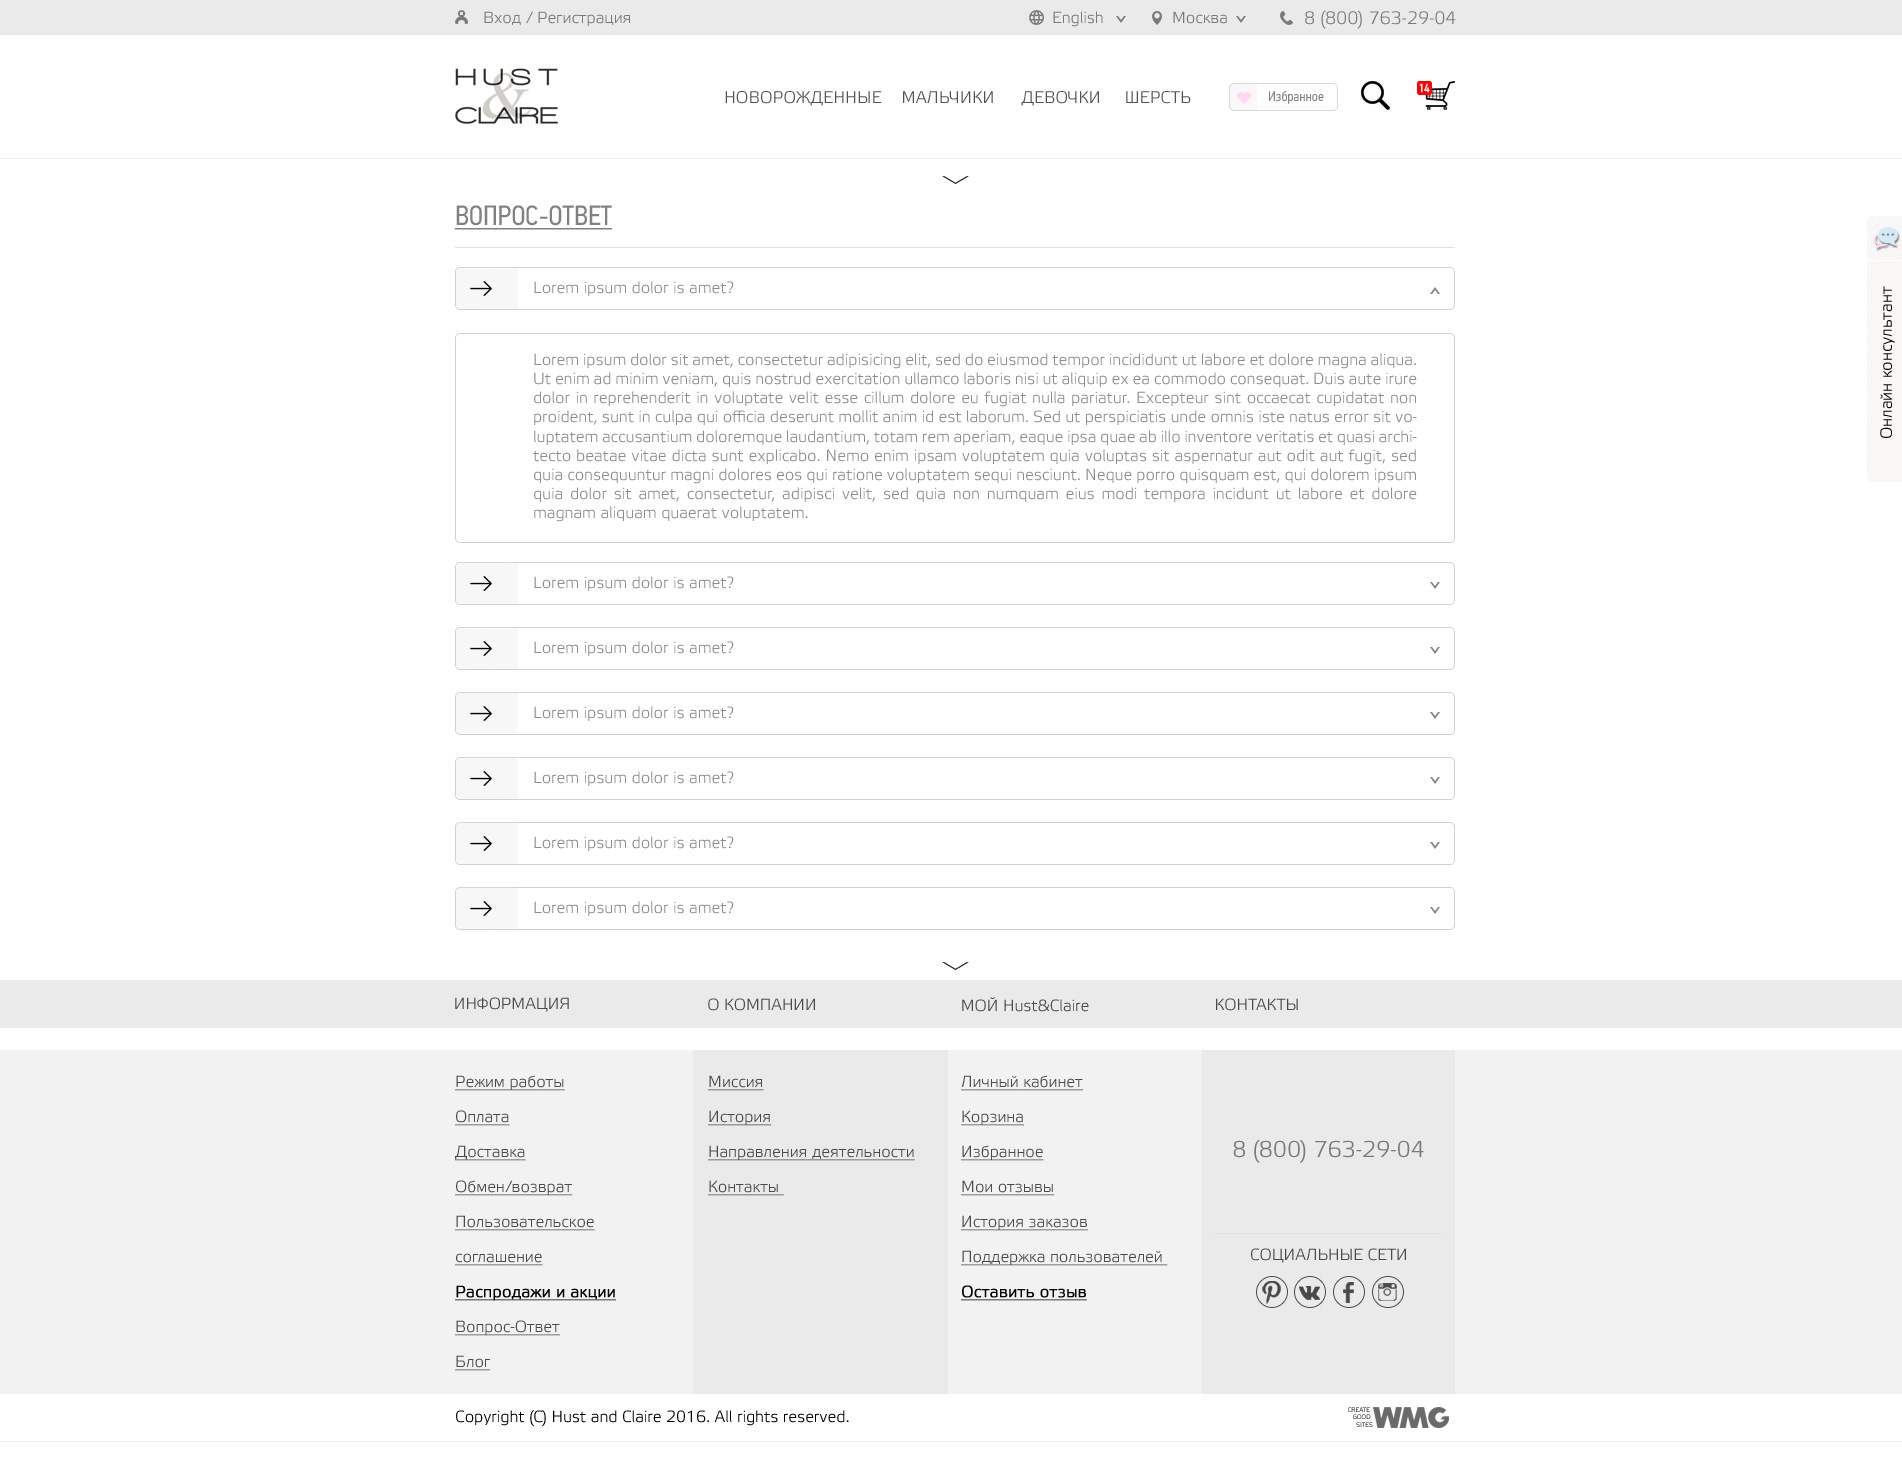 Вход / Регистрация
English
Москва
8 (800) 763-29-04
HUST
&
CLAIRE
НОВОРОЖДЕННЫЕ
МАЛЬЧИКИ
ДЕВОЧКИ
ШЕРСТЬ
Избранное
14
ВОПРОС-ОТВЕТ
Онлайн консультант
Lorem ipsum dolor is amet?
Lorem ipsum dolor sit amet, consectetur adipisicing elit, sed do eiusmod tempor incididunt ut labore et dolore magna aliqua.
Ut enim ad minim veniam, quis nostrud exercitation ullamco laboris nisi ut aliquip ex ea commodo consequat. Duis aute irure
dolor in reprehenderit in voluptate velit esse cillum dolore eu fugiat nulla pariatur. Excepteur sint occaecat cupidatat non
proident, sunt in culpa qui officia deserunt mollit anim id est laborum. Sed ut perspiciatis unde omnis iste natus error sit vo-
luptatem accusantium doloremque laudantium, totam rem aperiam, eaque ipsa quae ab illo inventore veritatis et quasi archi-
tecto beatae vitae dicta sunt explicabo. Nemo enim ipsam voluptatem quia voluptas sit aspernatur aut odit aut fugit, sed
quia consequuntur magni dolores eos qui ratione voluptatem sequi nesciunt. Neque porro quisquam est, qui dolorem ipsum
quia dolor sit amet, consectetur, adipisci velit, sed quia non numquam eius modi tempora incidunt ut labore et dolore
magnam aliquam quaerat voluptatem.
Lorem ipsum dolor is amet?
Lorem ipsum dolor is amet?
Lorem ipsum dolor is amet?
Lorem ipsum dolor is amet?
Lorem ipsum dolor is amet?
Lorem ipsum dolor is amet?
ИНФОРМАЦИЯ
О КОМПАНИИ
МОЙ Hust&Claire
КОНТАКТЫ
Режим работы
Оплата
Доставка
Обмен/возврат
Пользовательское
соглашение
Распродажи и акции
Вопрос-Ответ
Блог
Миссия
История
Направления деятельности
Контакты
Личный кабинет
Корзина
Избранное
Мои отзывы
История заказов
Поддержка пользователей
Оставить отзыв
8 (800) 763-29-04
СОЦИАЛЬНЫЕ СЕТИ
Copyright (C) Hust and Claire 2016. All rights reserved.
CREATE
GOOD
SITES
WMG